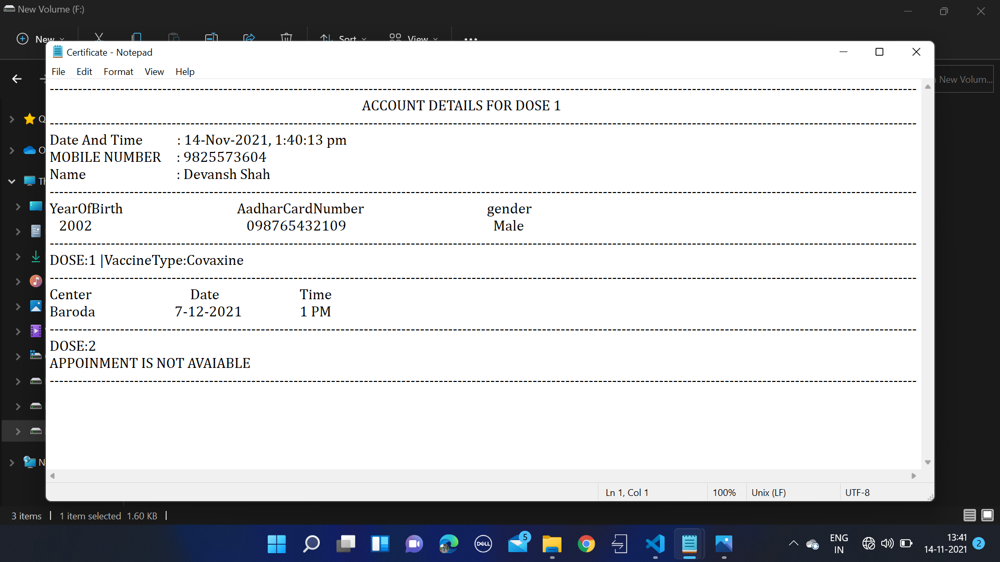 New Volume (F:)
New
Sort
View
Certificate - Notepad
File Edit Format View Help
New Volum...
--------------------------------------------------------------------------------
ACCOUNT DETAILS FOR DOSE 1
--------------------------------------------------------------------------------
Date And Time : 14-Nov-2021, 1:40:13 pm
MOBILE NUMBER : 9825573604
Name : Devansh Shah
--------------------------------------------------------------------------------
YearOfBirth AadharCardNumber gender
2002 098765432109 Male
--------------------------------------------------------------------------------
DOSE:1 |VaccineType:Covaxine
--------------------------------------------------------------------------------
Center Date Time
Baroda 7-12-2021 1 PM
--------------------------------------------------------------------------------
DOSE:2
APPOINMENT IS NOT AVAIABLE
--------------------------------------------------------------------------------
Ln 1, Col 1 100% Unix (LF) UTF-8
3 items | 1 item selected 1.60 KB |
DELL
5
ENG
IN
13:41
14-11-2021
2